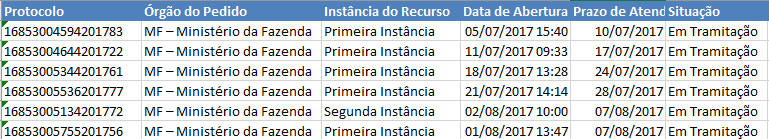 Protocolo Órgão do Pedido Instância do Recurso Data de Abertura Prazo de Atend Situação
16853004594201783 MF – Ministério da Fazenda Primeira Instância 05/07/2017 15:40 10/07/2017 Em Tramitação
16853004644201722 MF – Ministério da Fazenda Primeira Instância 11/07/2017 09:33 17/07/2017 Em Tramitação
16853005344201761 MF – Ministério da Fazenda Primeira Instância 18/07/2017 13:28 24/07/2017 Em Tramitação
16853005536201777 MF – Ministério da Fazenda Primeira Instância 21/07/2017 14:14 28/07/2017 Em Tramitação
16853005134201772 MF – Ministério da Fazenda Segunda Instância 02/08/2017 10:00 07/08/2017 Em Tramitação
16853005755201756 MF – Ministério da Fazenda Primeira Instância 01/08/2017 13:47 07/08/2017 Em Tramitação